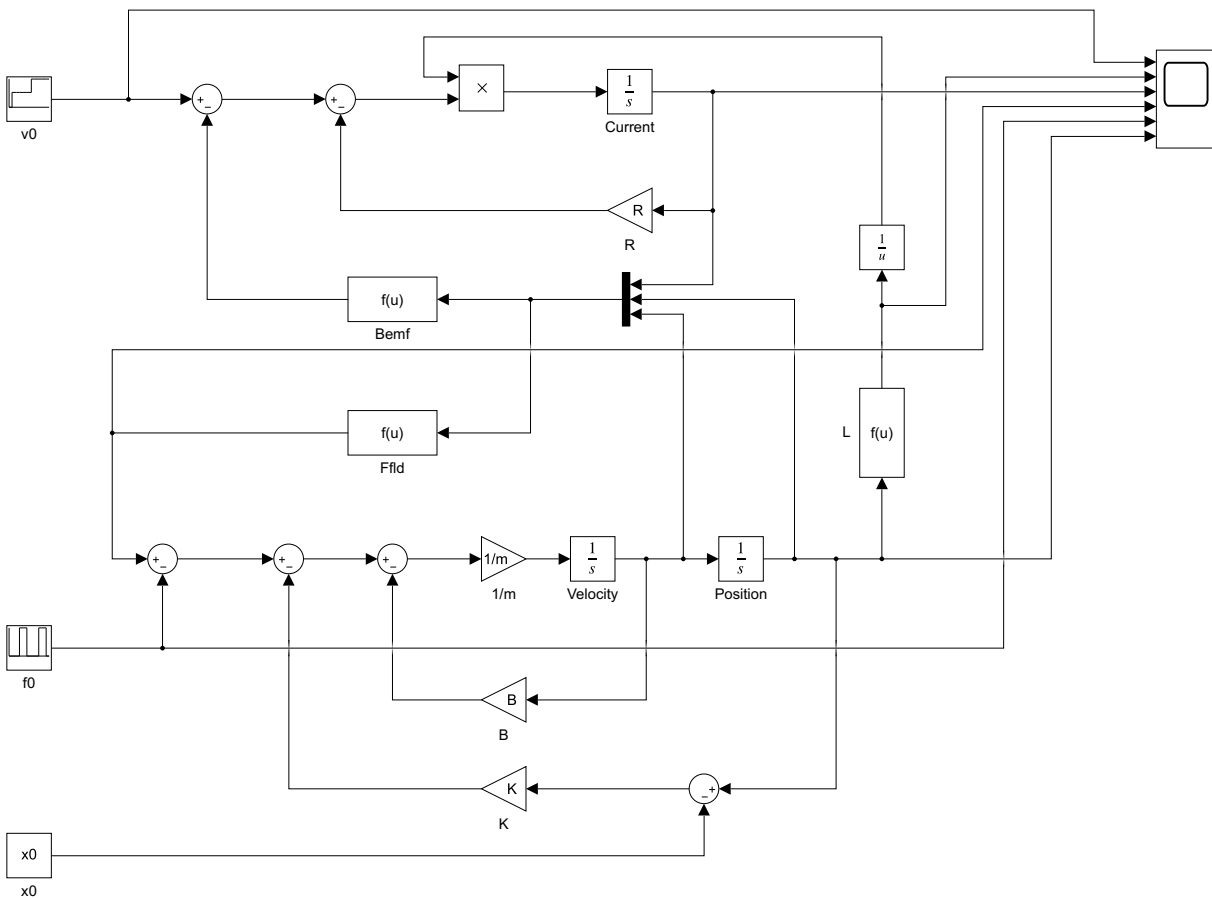 v0
+
−
+
−
×
1
s
Current
R
R
1
u
f(u)
Bemf
f(u)
Ffld
L
f(u)
+
−
+
−
+
−
1/m
1/m
1
s
Velocity
1
s
Position
f0
B
B
K
K
−
+
x0
x0